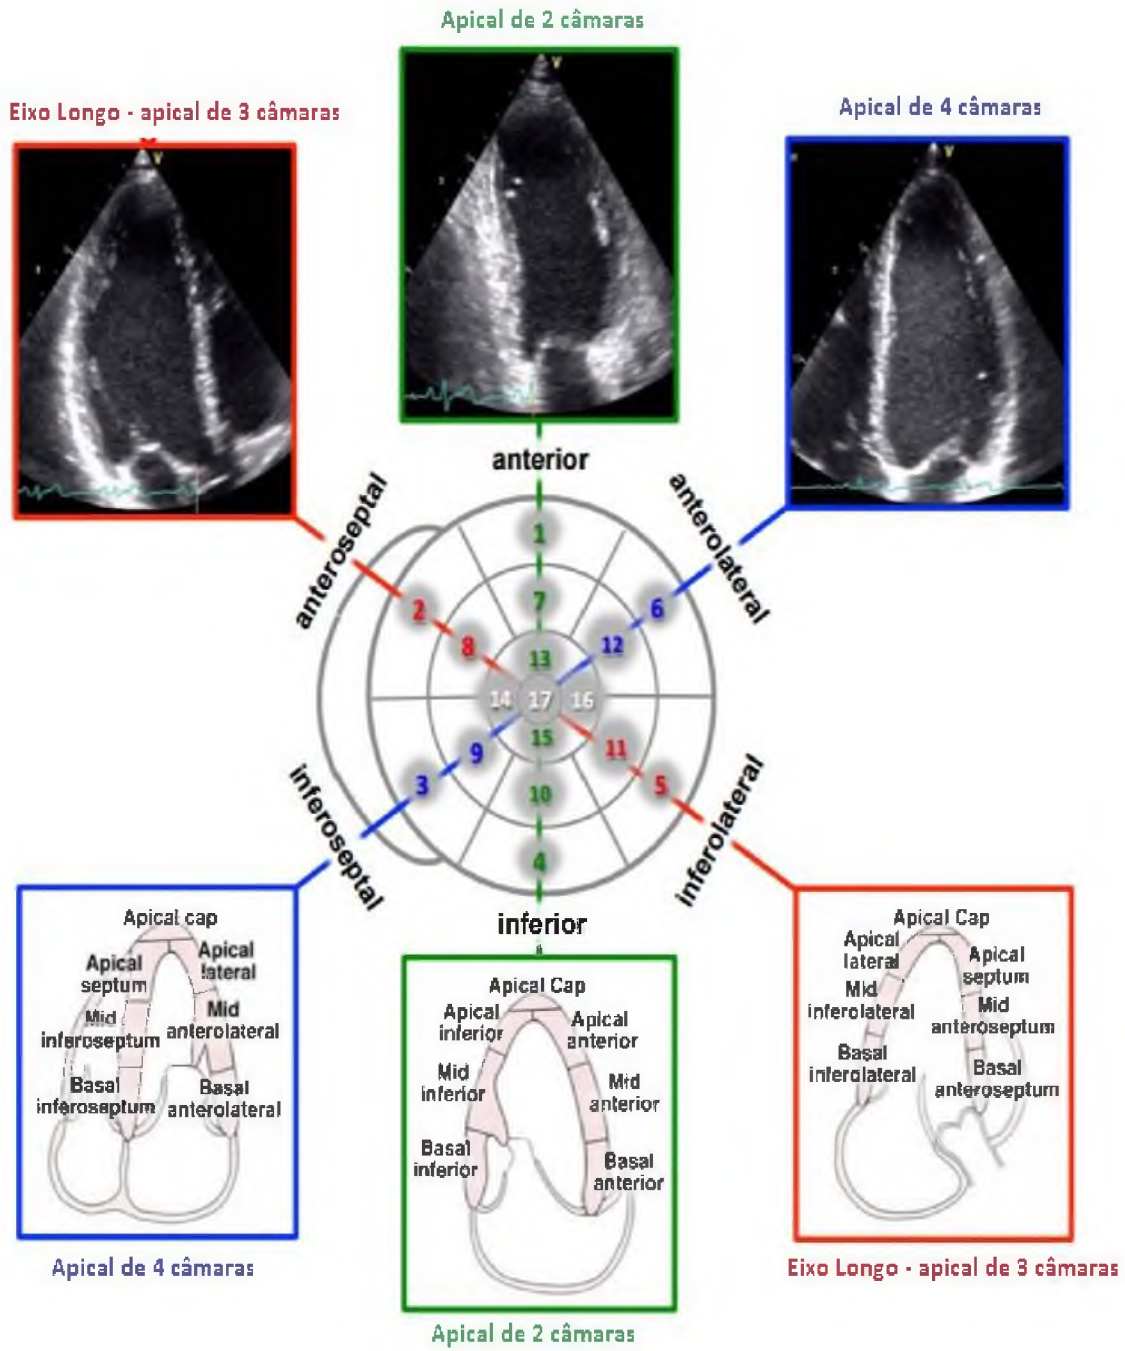 Apical de 2 câmaras
Eixo Longo - apical de 3 câmaras
Apical de 4 câmaras
V
V
V
anterior
anteroseptal
anterolateral
1
2
7
6
8
13
12
14
17
16
9
15
11
3
10
5
4
inferoseptal
inferolateral
inferior
Apical cap
Apical
septum
Apical
lateral
Mid
inferoseptum
Mid
anterolateral
Basal
inferoseptum
Basal
anterolateral
Apical de 4 câmaras
Apical Cap
Apical
inferior
Apical
anterior
Mid
inferior
Mid
anterior
Basal
inferior
Basal
anterior
Apical de 2 câmaras
Apical Cap
Apical
lateral
Apical
septum
Mid
inferolateral
Mid
anteroseptum
Basal
inferolateral
Basal
anteroseptum
Eixo Longo - apical de 3 câmaras